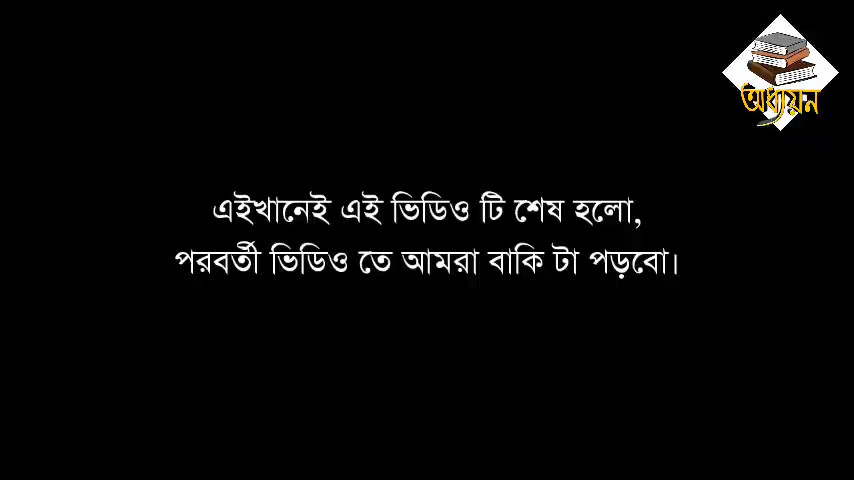 অধ্যয়ন
এইখানেই এই ভিডিও টি শেষ হলো,
পরবর্তী ভিডিও তে আমরা বাকি টা পড়বো।